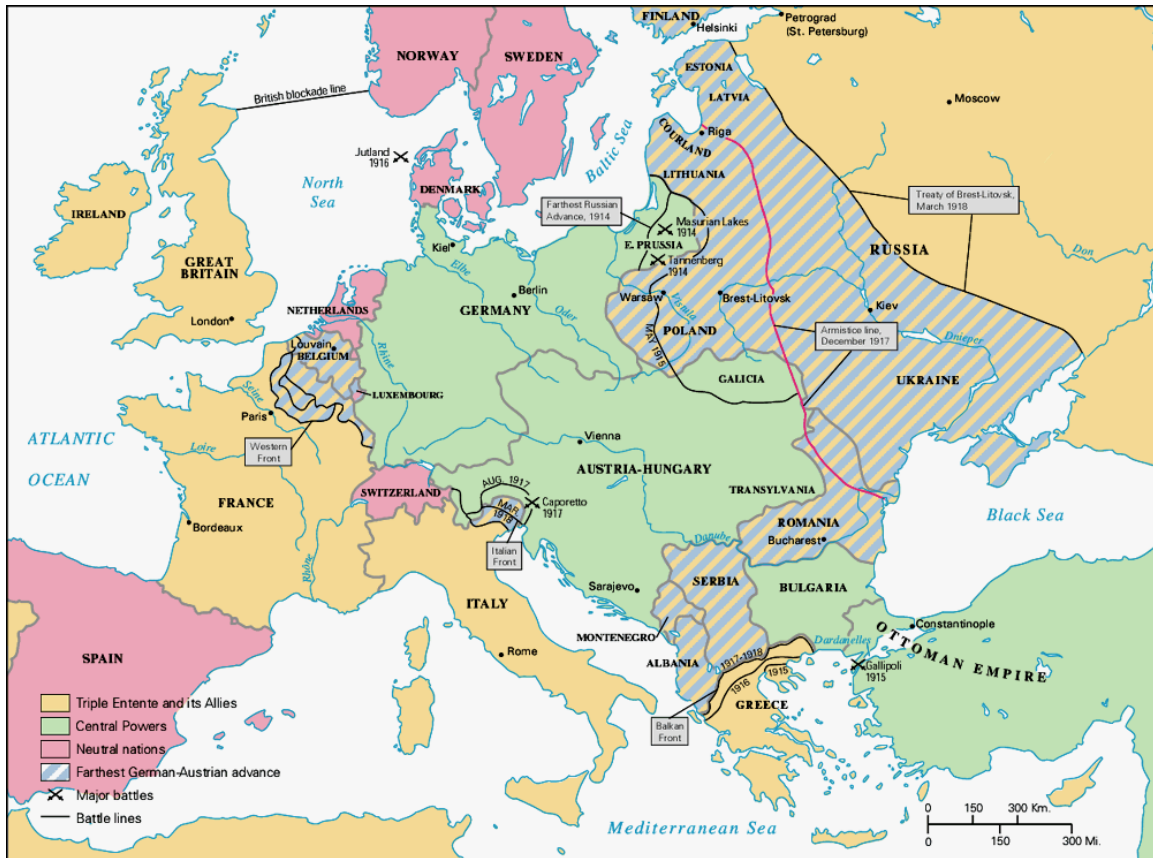 FINLAND
Helsinki
Petrograd
(St. Petersburg)
NORWAY
SWEDEN
ESTONIA
British blockade line
LATVIA
Moscow
COURLAND
Riga
Baltic Sea
Jutland
1916
LITHUANIA
North
Sea
DENMARK
Treaty of Brest-Litovsk,
March 1918
Farthest Russian
Advance, 1914
IRELAND
Masurian Lakes
1914
Don
E. PRUSSIA
RUSSIA
Kiel
GREAT
BRITAIN
Elbe
Tannenberg
1914
Berlin
Warsaw
Brest-Litovsk
NETHERLANDS
GERMANY
Oder
Vistula
Kiev
London
POLAND
Armistice line,
December 1917
Dnieper
MAY 1915
Louvain
BELGIUM
Rhine
GALICIA
UKRAINE
Seine
LUXEMBOURG
Paris
ATLANTIC
OCEAN
Loire
Western
Front
Vienna
AUSTRIA-HUNGARY
AUG. 1917
SWITZERLAND
TRANSYLVANIA
FRANCE
MAR.
1918
Caporetto
1917
Black Sea
Bordeaux
ROMANIA
Italian
Front
Danube
Bucharest
Rhône
SERBIA
Sarajevo
BULGARIA
ITALY
Constantinople
MONTENEGRO
Dardanelles
OTTOMAN EMPIRE
SPAIN
Rome
ALBANIA
1917-1918
Gallipoli
1915
1916
1915
GREECE
Balkan
Front
Triple Entente and its Allies
Central Powers
Neutral nations
Farthest German-Austrian advance
Major battles
Battle lines
Mediterranean Sea
0 150 300 Km.
0 150 300 Mi.